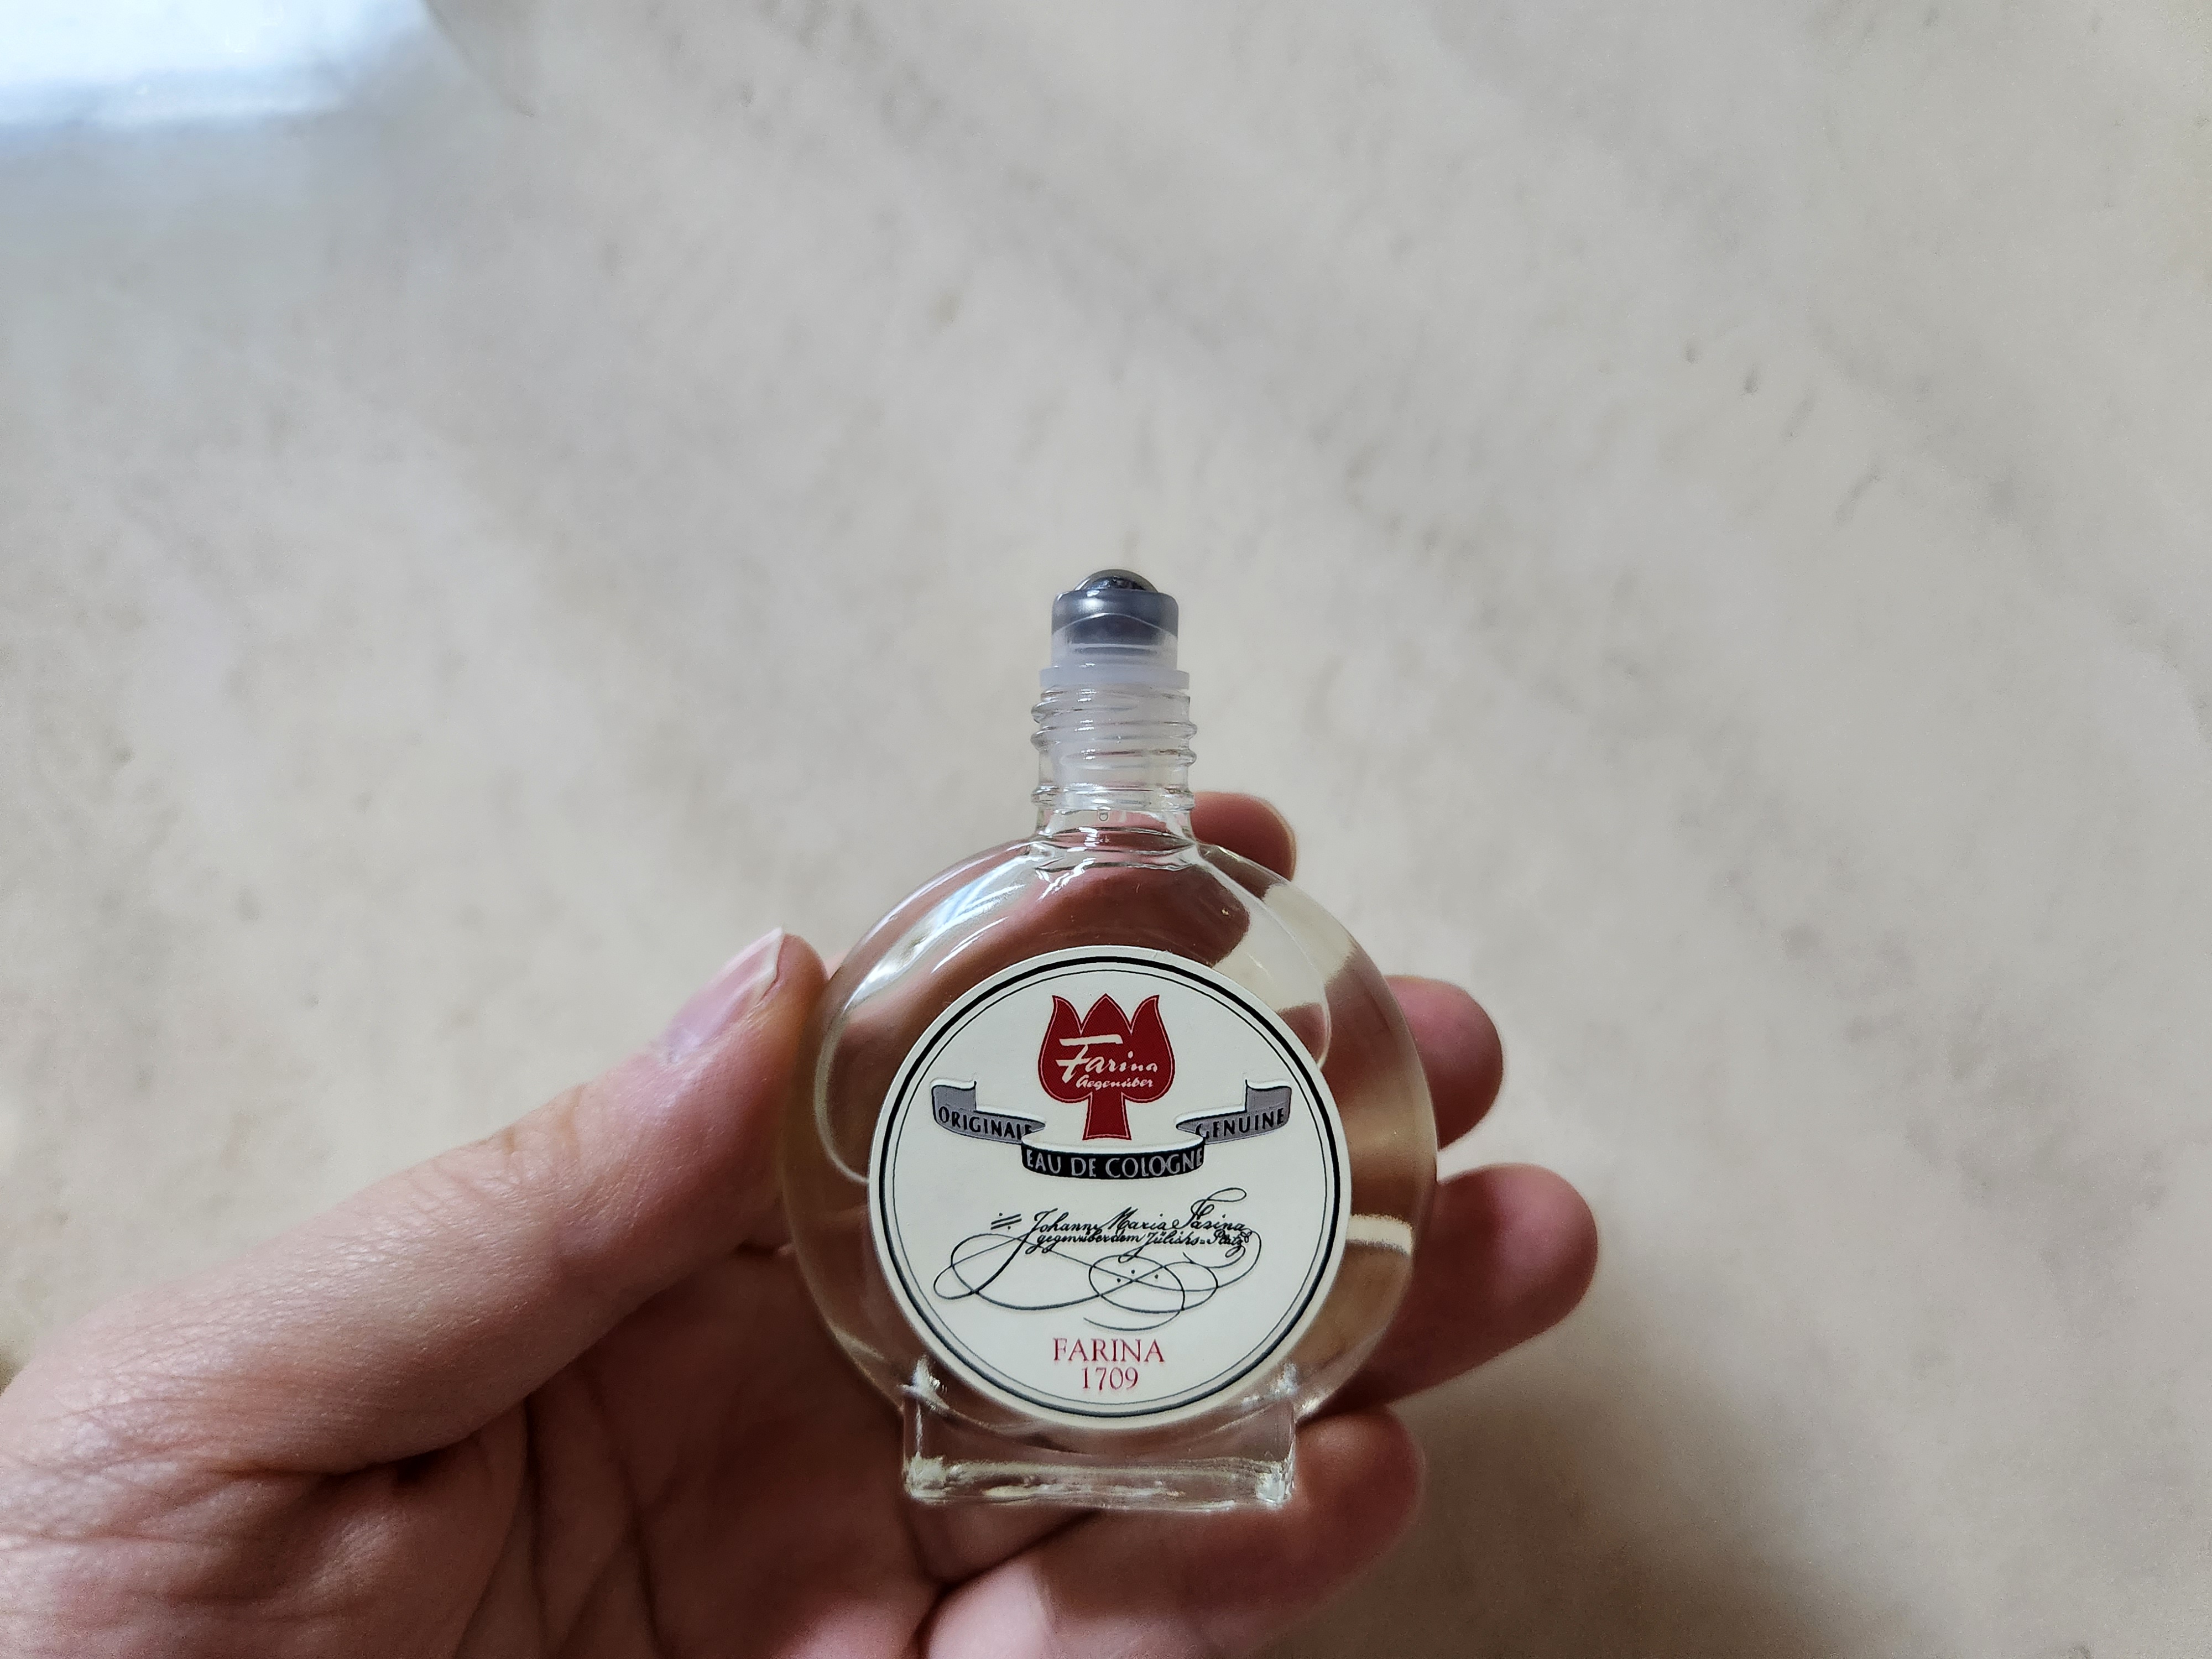 Farina
Gegenüber
ORIGINALE GENUINE
EAU DE COLOGNE
Johann Maria Farina
gegenüber dem Jülichs-Platz
FARINA
1709